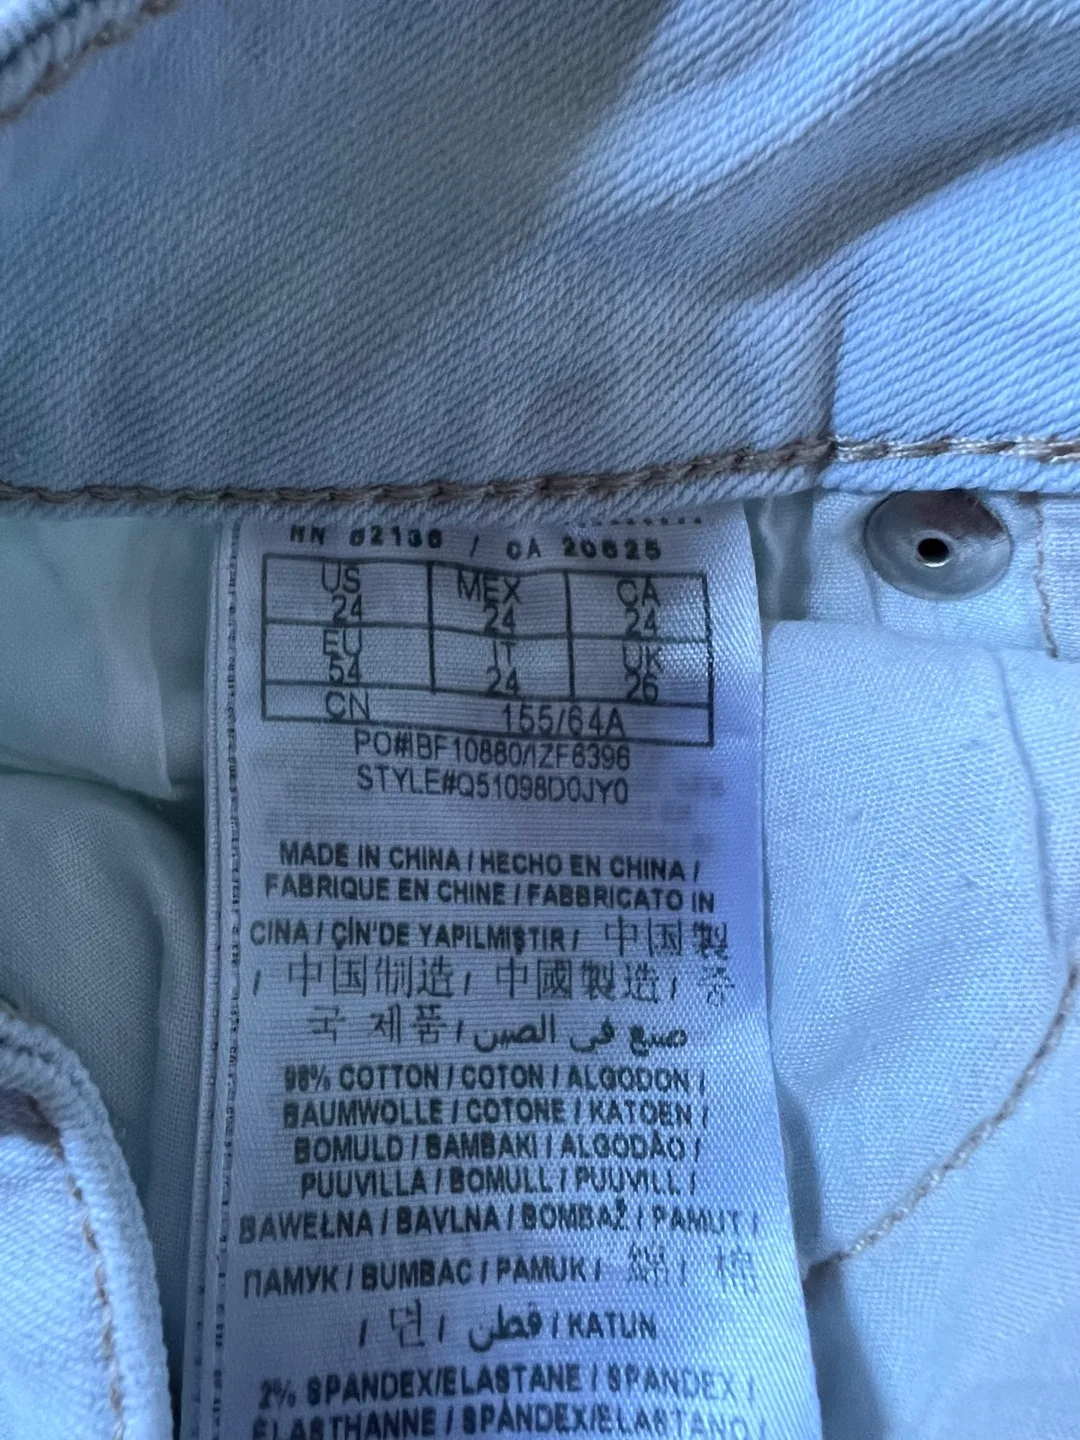 RN 62136 / CA 20625
US MEX CA
24 24 24
EU IT UK
54 24 26
CN 155/64A
PO#IBF10880/IZF6396
STYLE#Q51098D0JY0
MADE IN CHINA / HECHO EN CHINA /
FABRIQUE EN CHINE / FABBRICATO IN
CINA / ÇİN'DE YAPILMIŞTIR / 中国製
/ 中国制造 / 中國製造 / 중
국 제품 / صنع في الصين
98% COTTON / COTON / ALGODON /
BAUMWOLLE / COTONE / KATOEN /
BOMULD / BAMBAKI / ALGODÃO /
PUUVILLA / BOMULL / PUUVILL /
BAWEŁNA / BAVLNA / BOMBAŽ / PAMUT /
ПАМУК / BUMBAC / PAMUK / 綿 / 棉
/ 면 / قطن / KATUN
2% SPANDEX/ELASTANE / SPANDEX /
ELASTHANNE / SPANDEX/ELASTANO